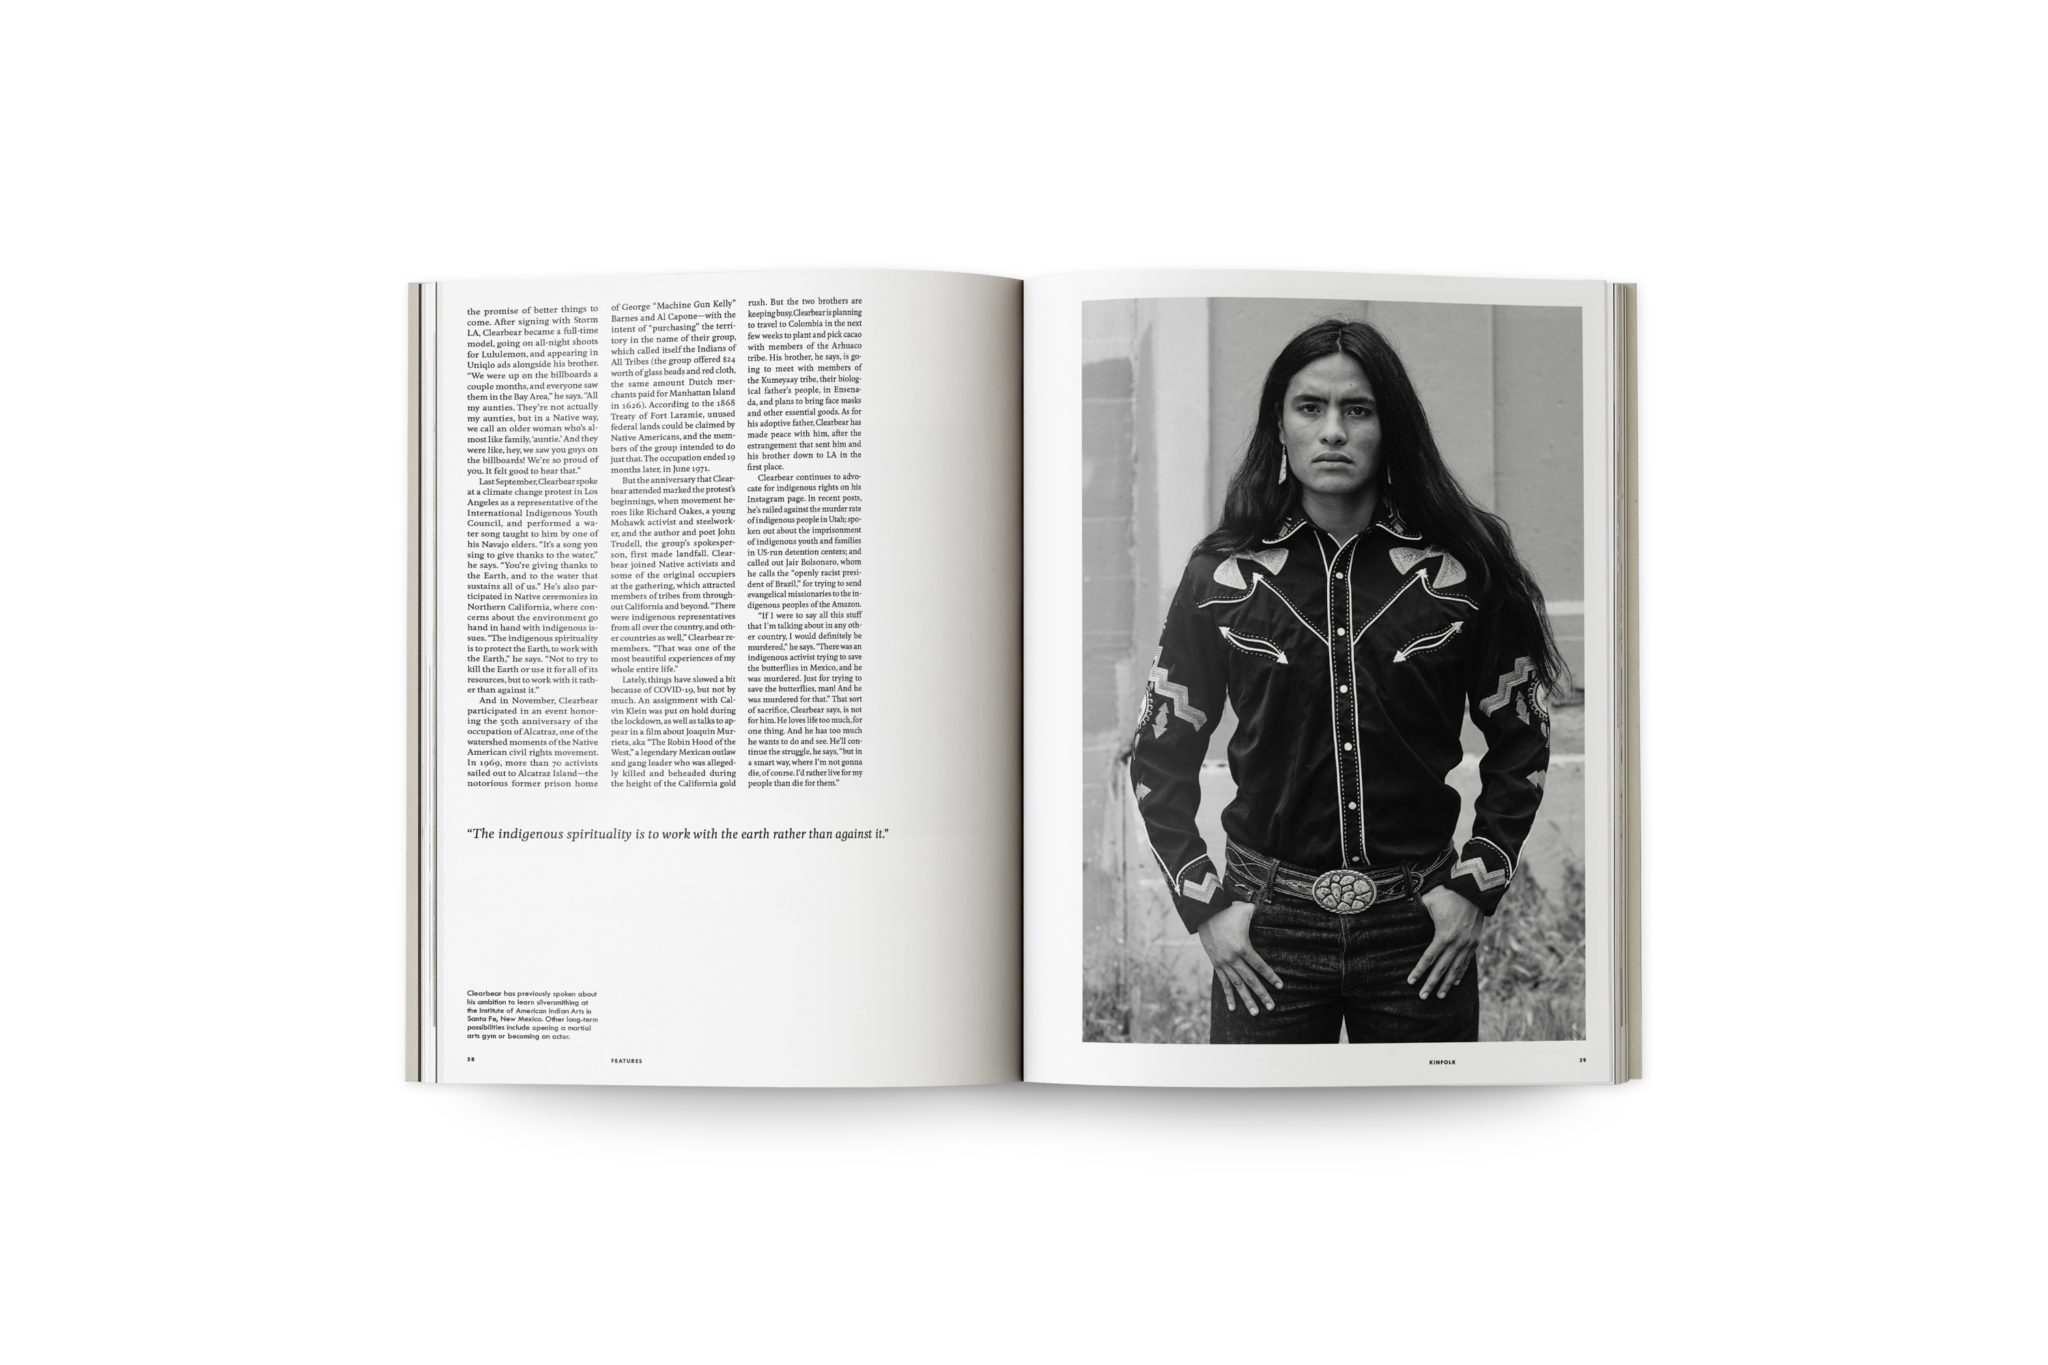 the promise of better things to
come. After signing with Storm
LA, Clearbear became a full-time
model, going on all-night shoots
for Lululemon, and appearing in
Uniqlo ads alongside his brother.
“We were up on the billboards a
couple months, and everyone saw
them in the Bay Area,” he says. “All
my aunties. They’re not actually
my aunties, but in a Native way,
we call an older woman who’s al-
most like family, ‘auntie.’ And they
were like, hey, we saw you guys on
the billboards! We’re so proud of
you. It felt good to hear that.”
Last September, Clearbear spoke
at a climate change protest in Los
Angeles as a representative of the
International Indigenous Youth
Council, and performed a wa-
ter song taught to him by one of
his Navajo elders. “It’s a song you
sing to give thanks to the water,”
he says. “You’re giving thanks to
the Earth, and to the water that
sustains all of us.” He’s also par-
ticipated in Native ceremonies in
Northern California, where con-
cerns about the environment go
hand in hand with indigenous is-
sues. “The indigenous spirituality
is to protect the Earth, to work with
the Earth,” he says. “Not to try to
kill the Earth or use it for all of its
resources, but to work with it rath-
er than against it.”
And in November, Clearbear
participated in an event honor-
ing the 50th anniversary of the
occupation of Alcatraz, one of the
watershed moments of the Native
American civil rights movement.
In 1969, more than 70 activists
sailed out to Alcatraz Island—the
notorious former prison home
of George “Machine Gun Kelly”
Barnes and Al Capone—with the
intent of “purchasing” the terri-
tory in the name of their group,
which called itself the Indians of
All Tribes (the group offered $24
worth of glass beads and red cloth,
the same amount Dutch mer-
chants paid for Manhattan Island
in 1626). According to the 1868
Treaty of Fort Laramie, unused
federal lands could be claimed by
Native Americans, and the mem-
bers of the group intended to do
just that. The occupation ended 19
months later, in June 1971.
But the anniversary that Clear-
bear attended marked the protest’s
beginnings, when movement he-
roes like Richard Oakes, a young
Mohawk activist and steelwork-
er, and the author and poet John
Trudell, the group’s spokesper-
son, first made landfall. Clear-
bear joined Native activists and
some of the original occupiers
at the gathering, which attracted
members of tribes from through-
out California and beyond. “There
were indigenous representatives
from all over the country, and oth-
er countries as well,” Clearbear re-
members. “That was one of the
most beautiful experiences of my
whole entire life.”
Lately, things have slowed a bit
because of COVID-19, but not by
much. An assignment with Cal-
vin Klein was put on hold during
the lockdown, as well as talks to ap-
pear in a film about Joaquin Mur-
rieta, aka “The Robin Hood of the
West,” a legendary Mexican outlaw
and gang leader who was alleged-
ly killed and beheaded during
the height of the California gold
rush. But the two brothers are
keeping busy. Clearbear is planning
to travel to Colombia in the next
few weeks to plant and pick cacao
with members of the Arhuaco
tribe. His brother, he says, is go-
ing to meet with members of
the Kumeyaay tribe, their biolog-
ical father’s people, in Ensena-
da, and plans to bring face masks
and other essential goods. As for
his adoptive father, Clearbear has
made peace with him, after the
estrangement that sent him and
his brother down to LA in the
first place.
Clearbear continues to advo-
cate for indigenous rights on his
Instagram page. In recent posts,
he’s railed against the murder rate
of indigenous people in Utah; spo-
ken out about the imprisonment
of indigenous youth and families
in US-run detention centers; and
called out Jair Bolsonaro, whom
he calls the “openly racist presi-
dent of Brazil,” for trying to send
evangelical missionaries to the in-
digenous peoples of the Amazon.
“If I were to say all this stuff
that I’m talking about in any oth-
er country, I would definitely be
murdered,” he says. “There was an
indigenous activist trying to save
the butterflies in Mexico, and he
was murdered. Just for trying to
save the butterflies, man! And he
was murdered for that.” That sort
of sacrifice, Clearbear says, is not
for him. He loves life too much, for
one thing. And he has too much
he wants to do and see. He’ll con-
tinue the struggle, he says, “but in
a smart way, where I’m not gonna
die, of course. I’d rather live for my
people than die for them.”
“The indigenous spirituality is to work with the earth rather than against it.”
Clearbear has previously spoken about
his ambition to learn silversmithing at
the Institute of American Indian Arts in
Santa Fe, New Mexico. Other long-term
possibilities include opening a martial
arts gym or becoming an actor.
58
FEATURES
KINFOLK
59